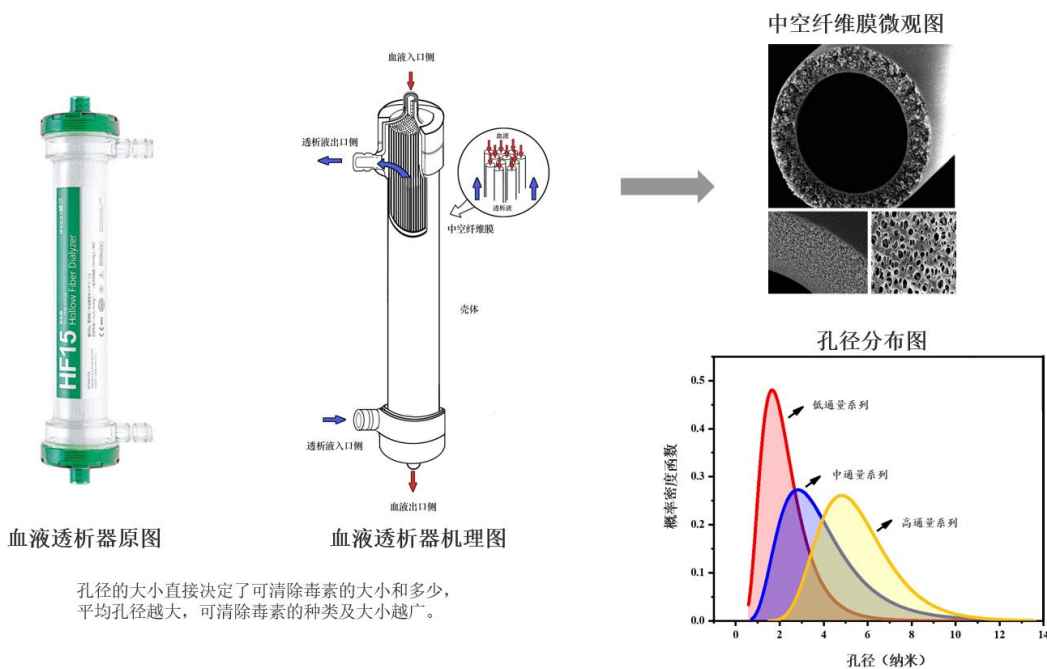 中空纤维膜微观图
血液入口侧
透析液出口侧
血液
透析液
中空纤维膜
壳体
HF15
Hollow Fiber Dialyzer
透析液入口侧
血液出口侧
血液透析器原图
血液透析器机理图
孔径的大小直接决定了可清除毒素的大小和多少，
平均孔径越大，可清除毒素的种类及大小越广。
孔径分布图
0.5
0.4
0.3
0.2
0.1
0.0
概率密度函数
低通量系列
中通量系列
高通量系列
0 2 4 6 8 10 12 14
孔径（纳米）